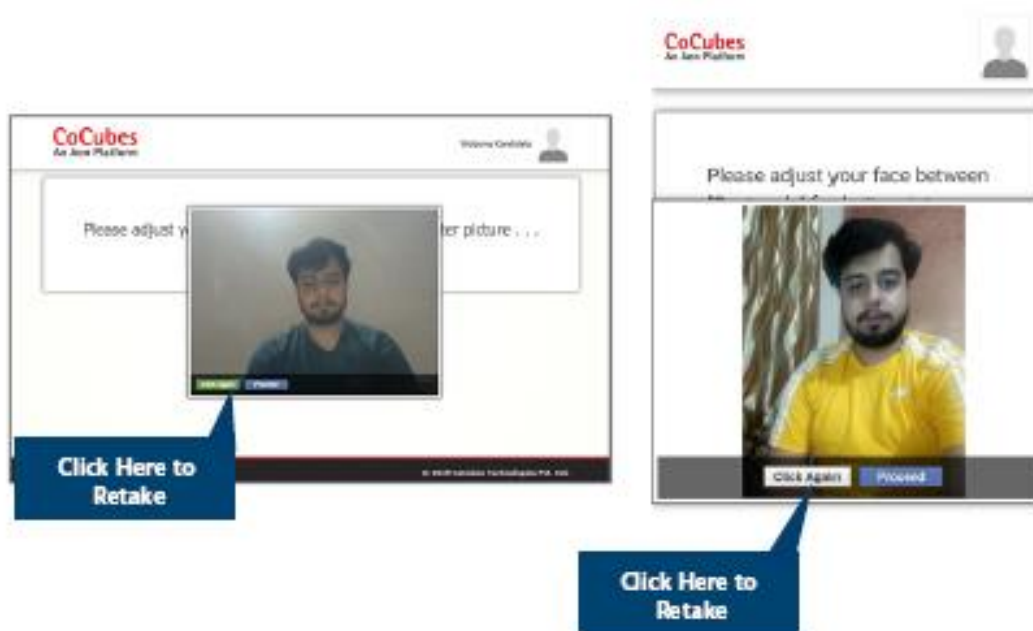 CoCubes
An Aon Platform
Please adjust y
ter picture . . .
Click Here to
Retake
CoCubes
An Aon Platform
Please adjust your face between
Click Again
Proceed
Click Here to
Retake